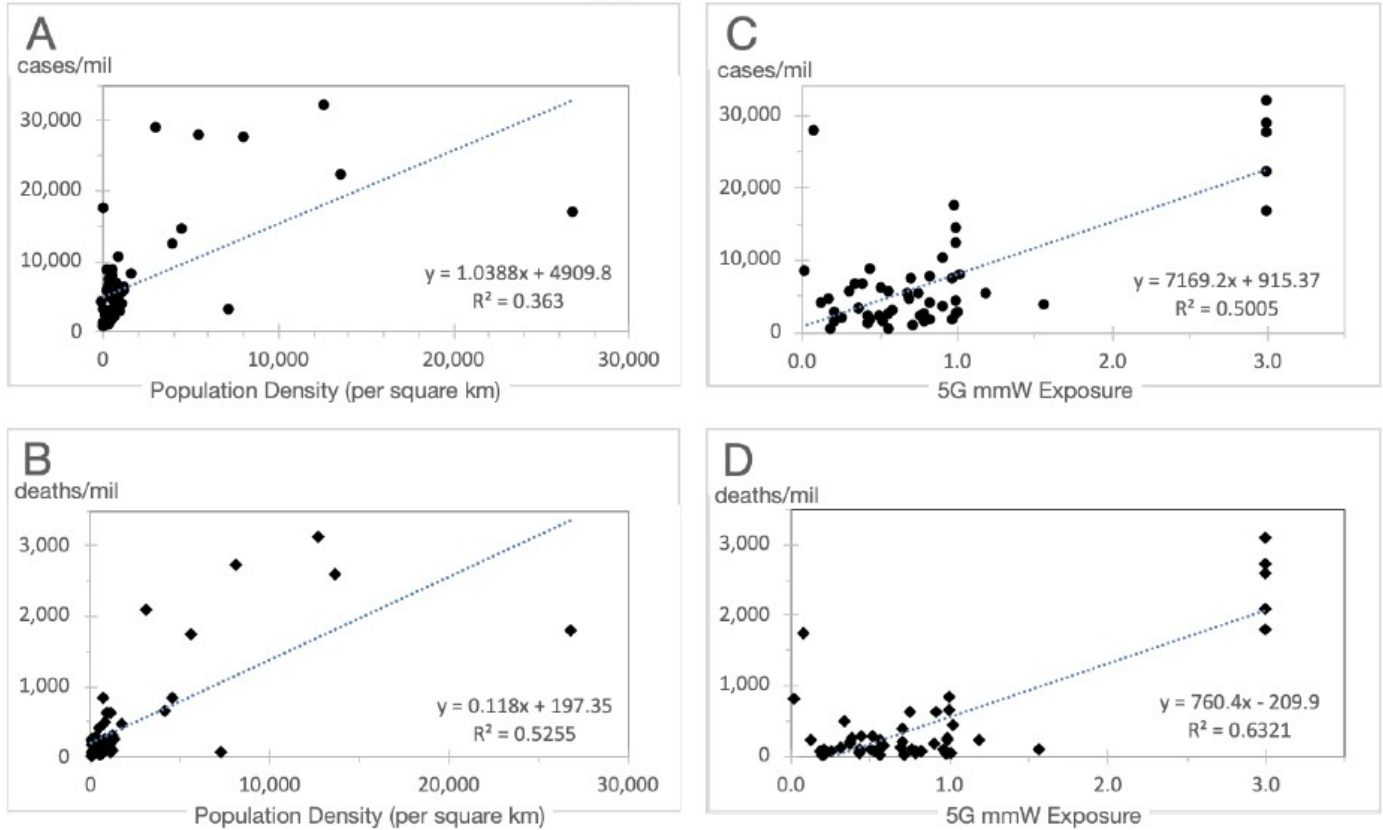 A
cases/mil
30,000
20,000
10,000
0
y = 1.0388x + 4909.8
R² = 0.363
0 10,000 20,000 30,000
Population Density (per square km)
C
cases/mil
30,000
20,000
10,000
0
y = 7169.2x + 915.37
R² = 0.5005
0.0 1.0 2.0 3.0
5G mmW Exposure
B
deaths/mil
3,000
2,000
1,000
0
y = 0.118x + 197.35
R² = 0.5255
0 10,000 20,000 30,000
Population Density (per square km)
D
deaths/mil
3,000
2,000
1,000
0
y = 760.4x - 209.9
R² = 0.6321
0.0 1.0 2.0 3.0
5G mmW Exposure